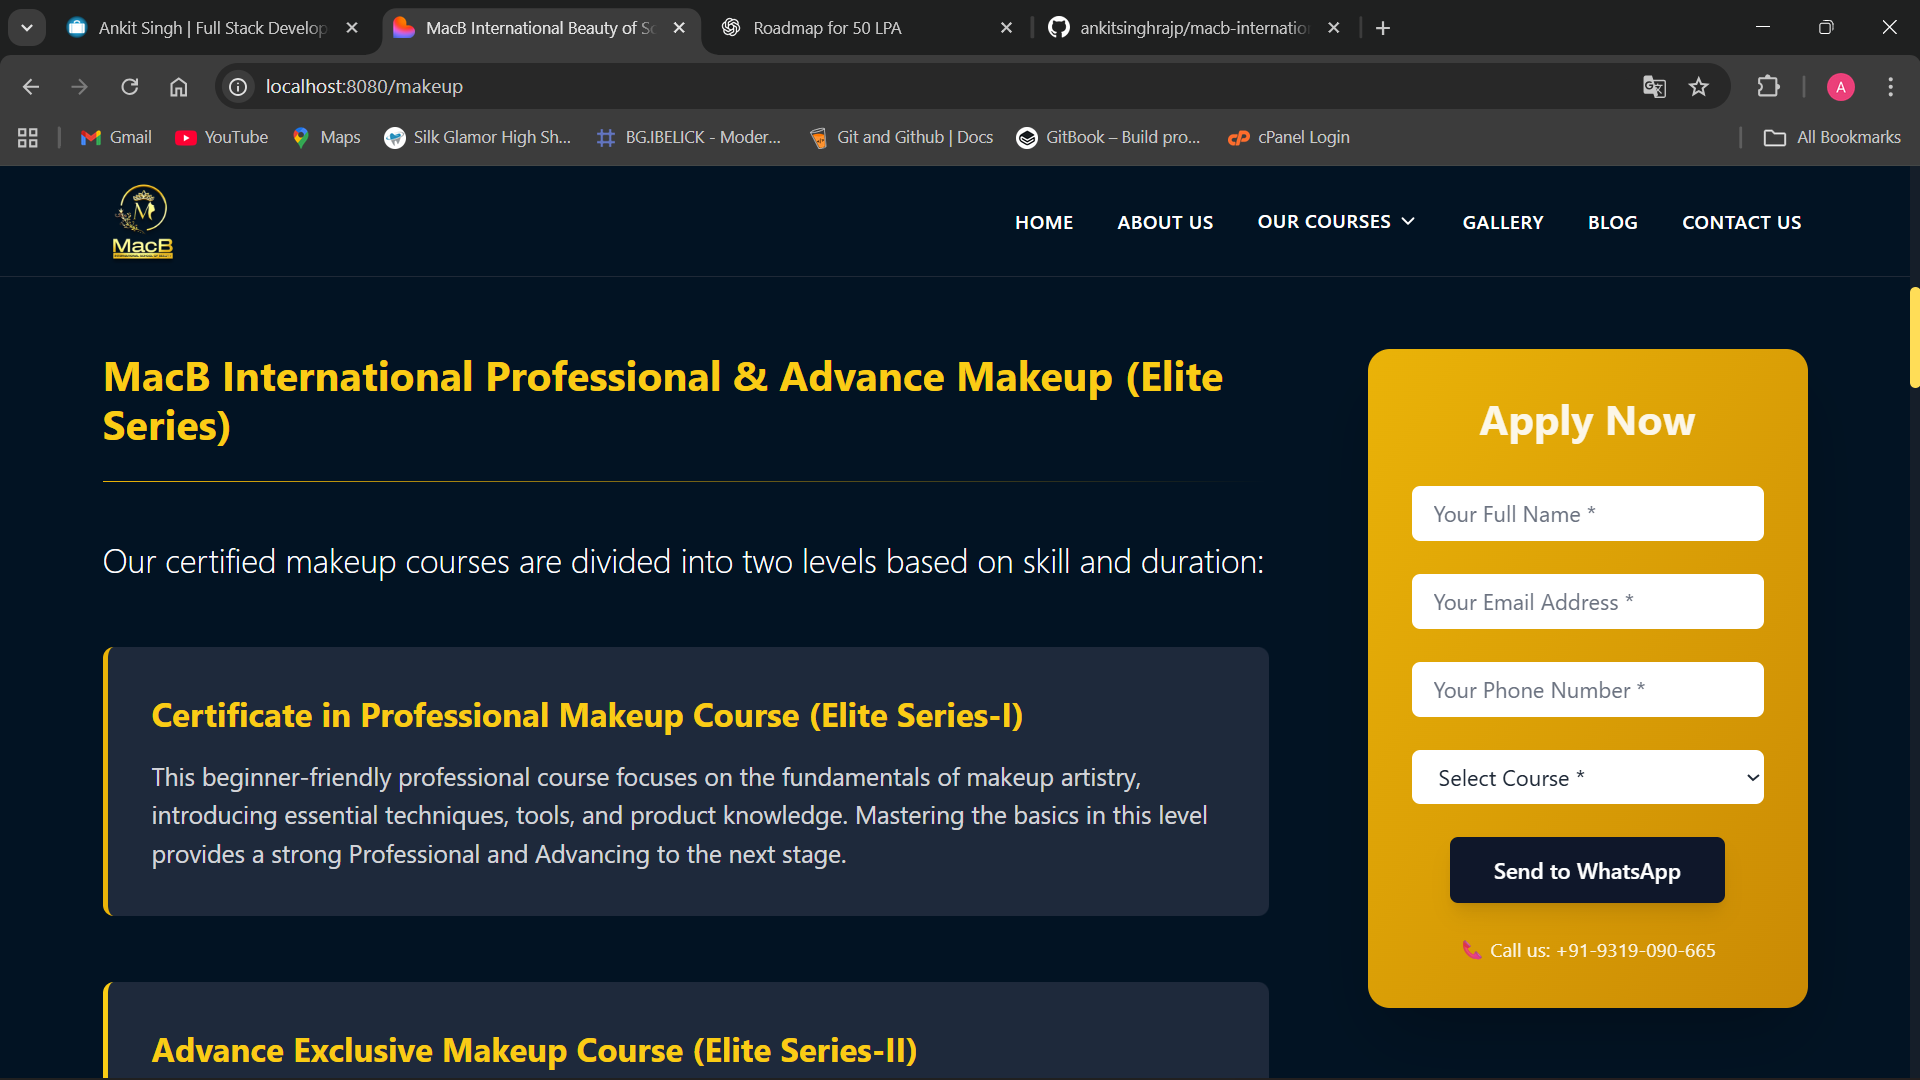 Ankit Singh | Full Stack Develop
MacB International Beauty of Sc
Roadmap for 50 LPA
ankitsinghrajp/macb-internatio
localhost:8080/makeup
A
Gmail
YouTube
Maps
Silk Glamor High Sh...
BG.IBELICK - Moder...
Git and Github | Docs
GitBook – Build pro...
cPanel Login
All Bookmarks
M
MacB
HOME
ABOUT US
OUR COURSES
GALLERY
BLOG
CONTACT US
MacB International Professional & Advance Makeup (Elite
Series)
Our certified makeup courses are divided into two levels based on skill and duration:
Certificate in Professional Makeup Course (Elite Series-I)
This beginner-friendly professional course focuses on the fundamentals of makeup artistry,
introducing essential techniques, tools, and product knowledge. Mastering the basics in this level
provides a strong Professional and Advancing to the next stage.
Advance Exclusive Makeup Course (Elite Series-II)
Apply Now
Your Full Name *
Your Email Address *
Your Phone Number *
Select Course *
Send to WhatsApp
Call us: +91-9319-090-665